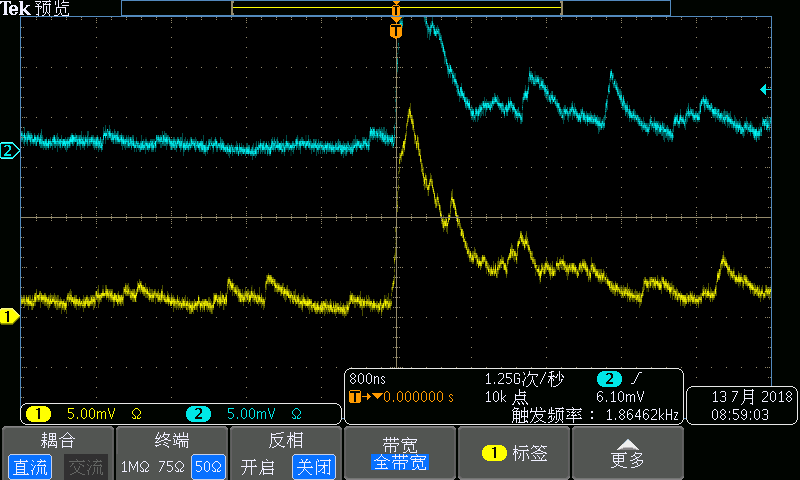 Tek 预览
T
T
2
1
1 5.00mV Ω 2 5.00mV Ω
800ns 1.25G次/秒 2
T→▼0.000000 s 10k 点 6.10mV
触发频率： 1.86462kHz
13 7月 2018
08:59:03
耦合
直流 交流
终端
1MΩ 75Ω 50Ω
反相
开启 关闭
带宽
全带宽
1 标签
更多